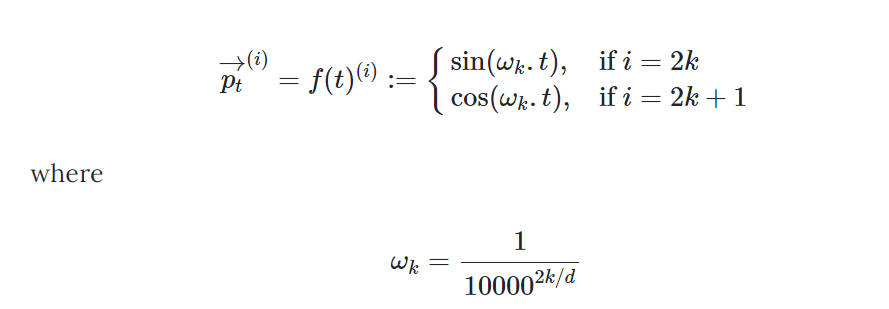 $\overrightarrow{p_t}^{(i)} = f(t)^{(i)} := \begin{cases} \sin(\omega_k . t), & \text{if } i = 2k \\ \cos(\omega_k . t), & \text{if } i = 2k + 1 \end{cases}$
where
$\omega_k = \frac{1}{10000^{2k/d}}$